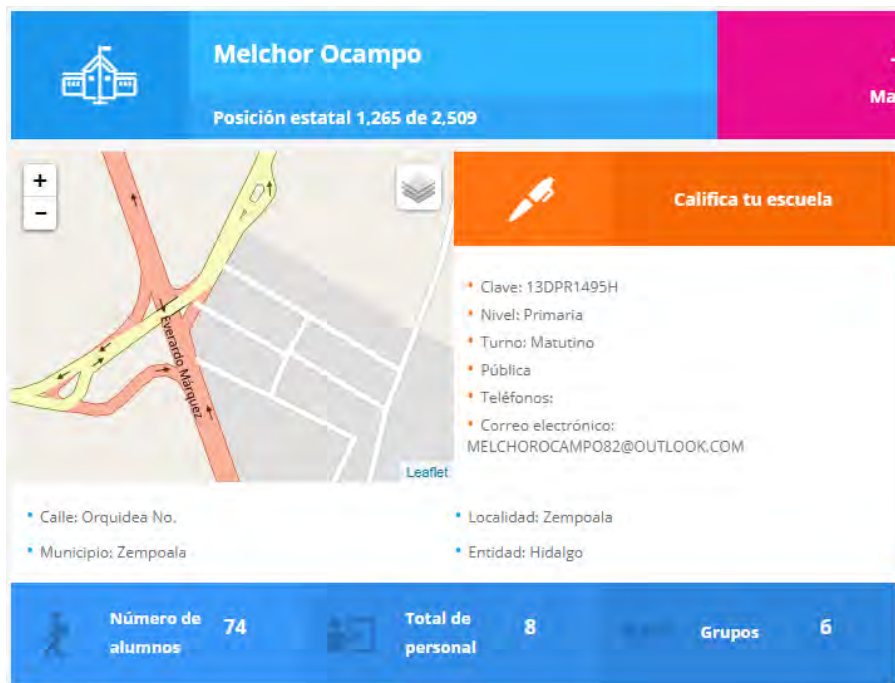 Melchor Ocampo
Posición estatal 1,265 de 2,509
+
−
Everardo Márquez
Leaflet
Califica tu escuela
Clave: 13DPR1495H
Nivel: Primaria
Turno: Matutino
Pública
Teléfonos:
Correo electrónico:
MELCHOROCAMPO82@OUTLOOK.COM
Calle: Orquidea No.
Localidad: Zempoala
Municipio: Zempoala
Entidad: Hidalgo
Número de
alumnos
74
Total de
personal
8
Grupos
6